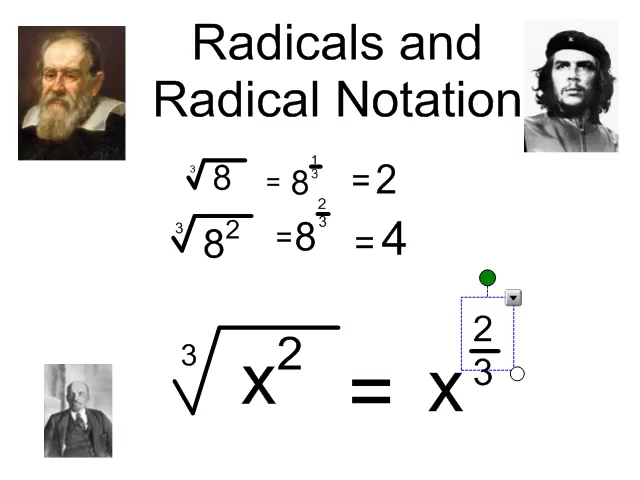 Radicals and
Radical Notation
∛8 = 8^(1/3) = 2
∛(8²) = 8^(2/3) = 4
∛(x²) = x^(2/3)